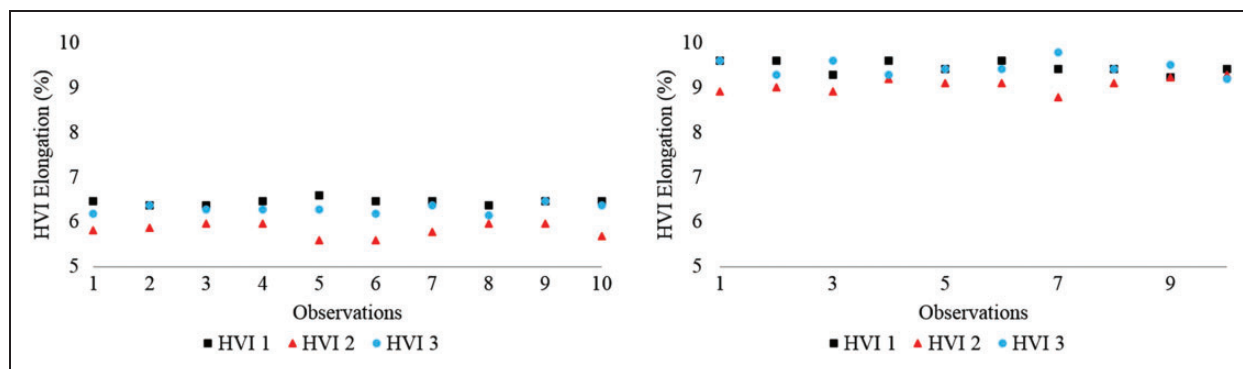 HVI Elongation (%)
10
9
8
7
6
5
1 2 3 4 5 6 7 8 9 10
Observations
HVI 1 HVI 2 HVI 3
HVI Elongation (%)
10
9
8
7
6
5
1 3 5 7 9
Observations
HVI 1 HVI 2 HVI 3